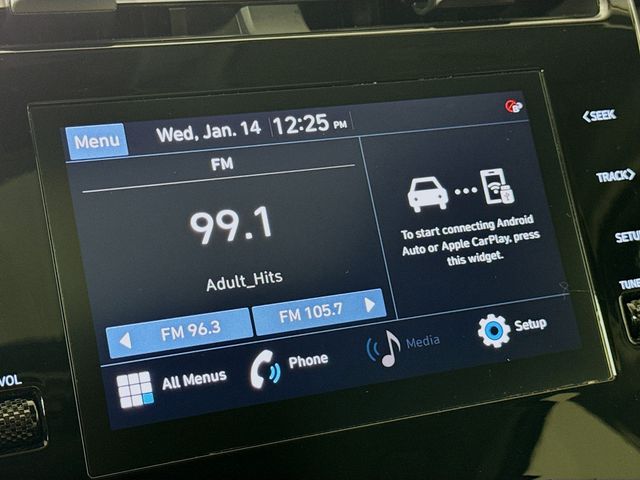 Menu
Wed, Jan. 14
12:25 PM
FM
99.1
Adult_Hits
FM 96.3
FM 105.7
To start connecting Android
Auto or Apple CarPlay, press
this widget.
All Menus
Phone
Media
Setup
SEEK
TRACK
SETU
TUNE
VOL